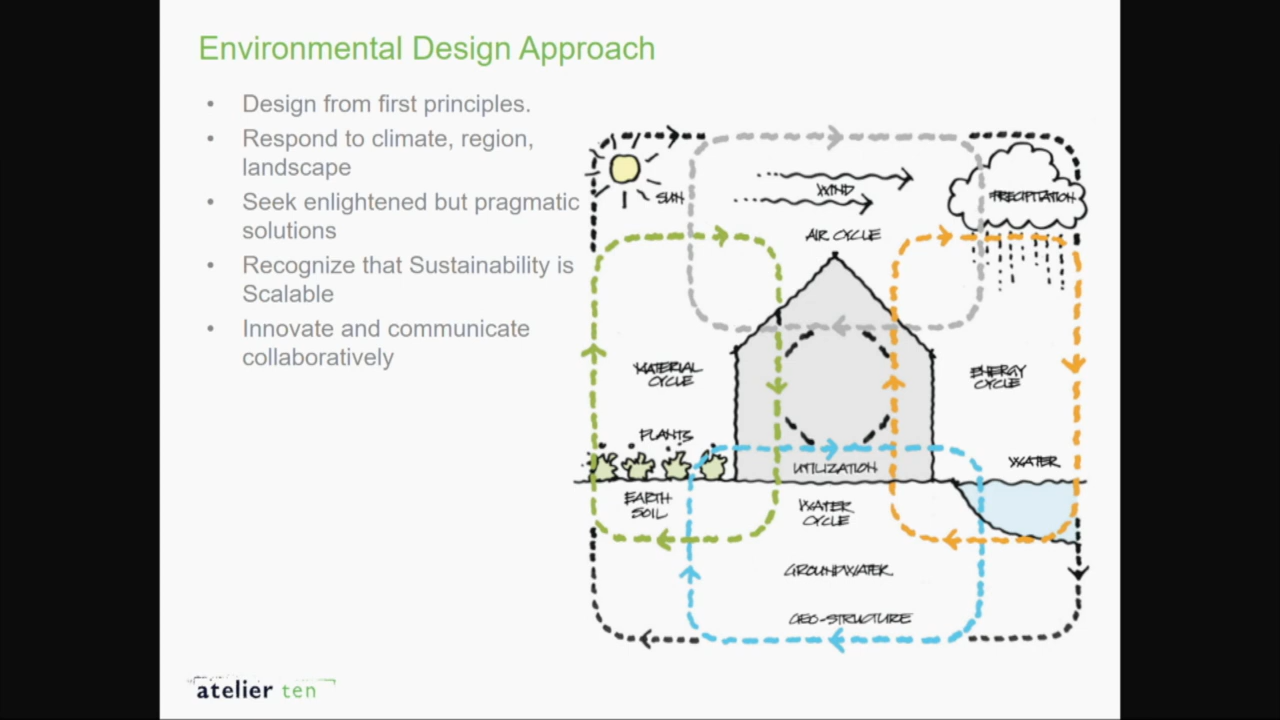 Environmental Design Approach
• Design from first principles.
• Respond to climate, region,
landscape
• Seek enlightened but pragmatic
solutions
• Recognize that Sustainability is
Scalable
• Innovate and communicate
collaboratively
SUN
WIND
PRECIPITATION
AIR CYCLE
MATERIAL
CYCLE
ENERGY
CYCLE
PLANTS
WATER
UTILIZATION
EARTH
SOIL
WATER
CYCLE
GROUNDWATER
GEO-STRUCTURE
atelier ten